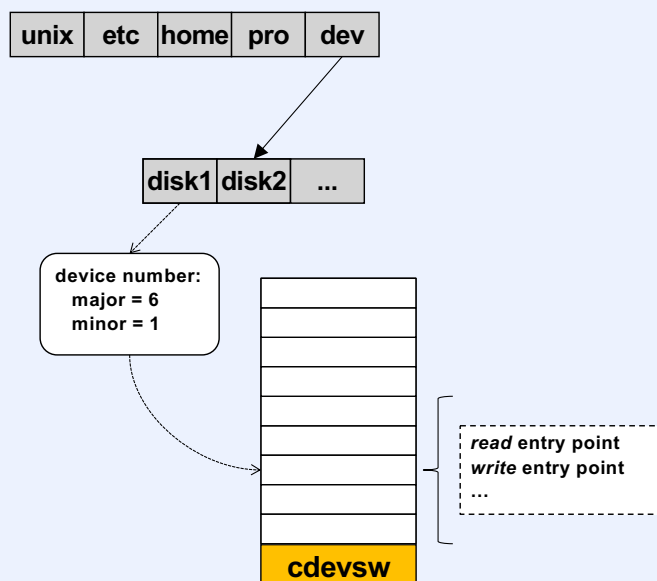 unix etc home pro dev
disk1 disk2 ...
device number:
major = 6
minor = 1
read entry point
write entry point
...
cdevsw